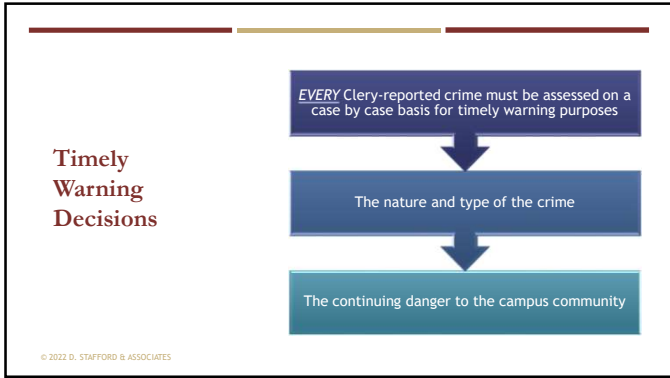 Timely
Warning
Decisions
EVERY Clery-reported crime must be assessed on a
case by case basis for timely warning purposes
The nature and type of the crime
The continuing danger to the campus community
© 2022 D. STAFFORD & ASSOCIATES